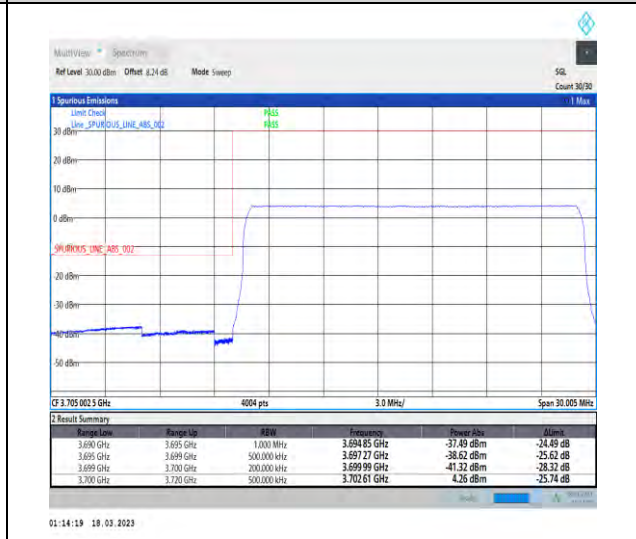 MultiView Spectrum
Ref Level 30.00 dBm Offset 8.24 dB Mode Sweep SGL
Count 30/30
1 Spurious Emissions 1 Max
Limit Check PASS
Line _SPURIOUS_LINE_ABS_002 PASS
30 dBm
20 dBm
10 dBm
0 dBm
_SPURIOUS_LINE_ABS_002
-20 dBm
-30 dBm
-40 dBm
-50 dBm
CF 3.705 002 5 GHz 4004 pts 3.0 MHz/ Span 30.005 MHz
2 Result Summary
Range Low Range Up RBW Frequency Power Abs ΔLimit
3.690 GHz 3.695 GHz 1.000 MHz 3.694 85 GHz -37.49 dBm -24.49 dB
3.695 GHz 3.699 GHz 500.000 kHz 3.697 27 GHz -38.62 dBm -25.62 dB
3.699 GHz 3.700 GHz 200.000 kHz 3.699 99 GHz -41.32 dBm -28.32 dB
3.700 GHz 3.720 GHz 500.000 kHz 3.702 61 GHz 4.26 dBm -25.74 dB
01:14:19 18.03.2023